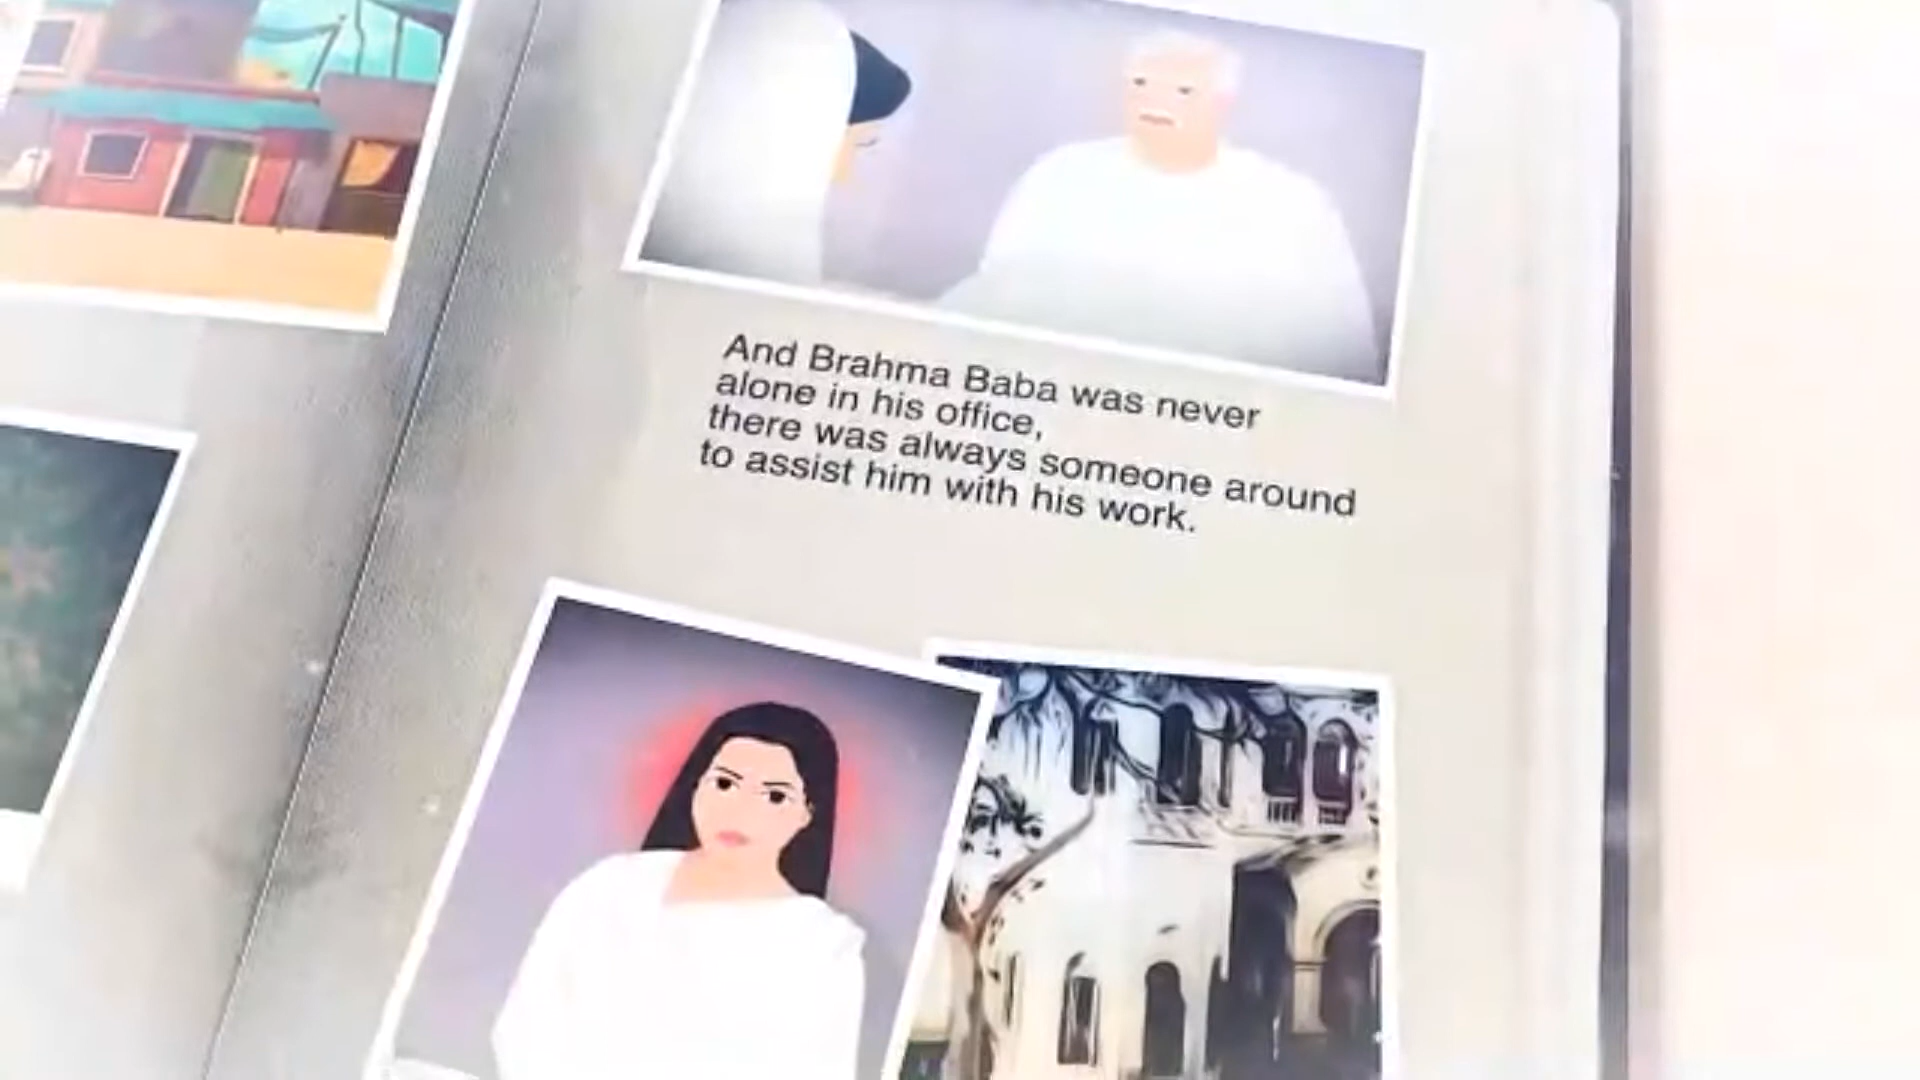 And Brahma Baba was never
alone in his office,
there was always someone around
to assist him with his work.